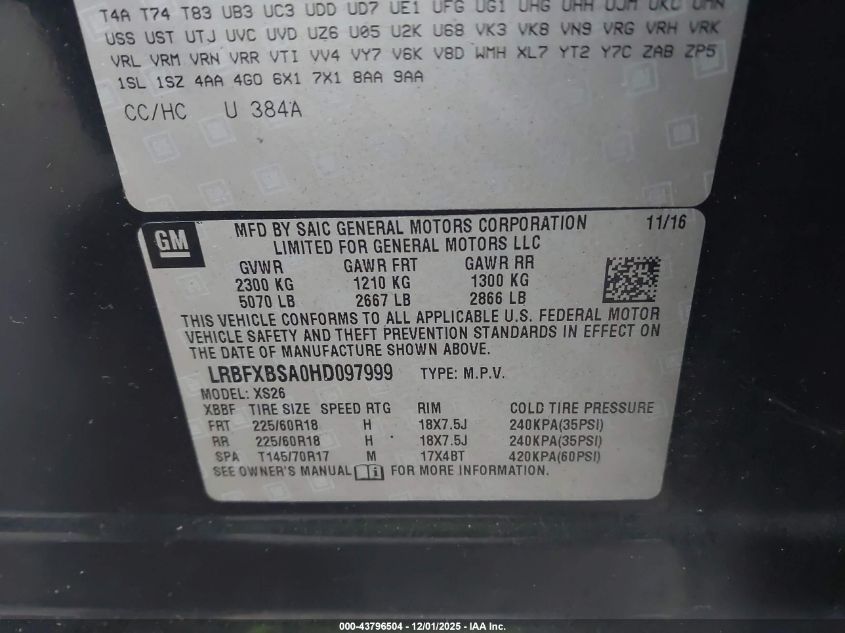 T4A T74 T83 UB3 UC3 UDD UD7 UE1 UFG UG1 UHG UHH UJM UKC UMN
USS UST UTJ UVC UVD UZ6 U05 U2K U68 VK3 VK8 VN9 VRG VRH VRK
VRL VRM VRN VRR VTI VV4 VY7 V6K V8D WMH XL7 YT2 Y7C ZAB ZP5
1SL 1SZ 4AA 4G0 6X1 7X1 8AA 9AA
CC/HC U 384A
GM
MFD BY SAIC GENERAL MOTORS CORPORATION 11/16
LIMITED FOR GENERAL MOTORS LLC
GVWR GAWR FRT GAWR RR
2300 KG 1210 KG 1300 KG
5070 LB 2667 LB 2866 LB
THIS VEHICLE CONFORMS TO ALL APPLICABLE U.S. FEDERAL MOTOR
VEHICLE SAFETY AND THEFT PREVENTION STANDARDS IN EFFECT ON
THE DATE OF MANUFACTURE SHOWN ABOVE.
LRBFXBSA0HD097999 TYPE: M.P.V.
MODEL: XS26
XBBF TIRE SIZE SPEED RTG RIM COLD TIRE PRESSURE
FRT 225/60R18 H 18X7.5J 240KPA(35PSI)
RR 225/60R18 H 18X7.5J 240KPA(35PSI)
SPA T145/70R17 M 17X4BT 420KPA(60PSI)
SEE OWNER'S MANUAL FOR MORE INFORMATION.
000-43796504 - 12/01/2025 - IAA Inc.